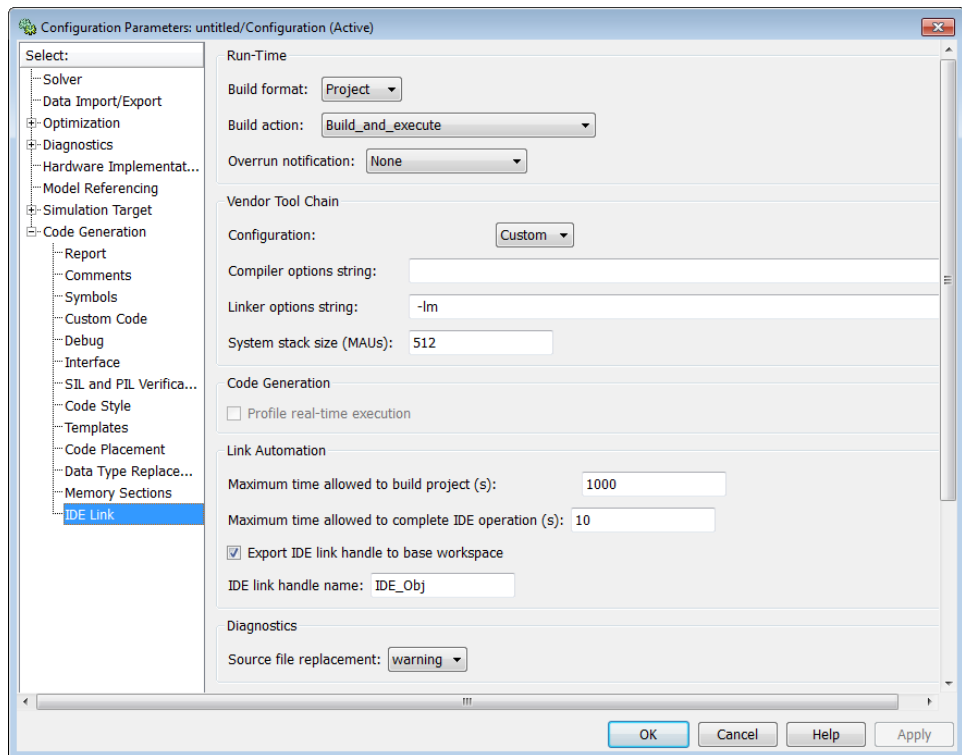 Configuration Parameters: untitled/Configuration (Active)
Select:
Solver
Data Import/Export
Optimization
Diagnostics
Hardware Implementat...
Model Referencing
Simulation Target
Code Generation
Report
Comments
Symbols
Custom Code
Debug
Interface
SIL and PIL Verifica...
Code Style
Templates
Code Placement
Data Type Replace...
Memory Sections
IDE Link
Run-Time
Build format: Project
Build action: Build_and_execute
Overrun notification: None
Vendor Tool Chain
Configuration: Custom
Compiler options string:
Linker options string: -lm
System stack size (MAUs): 512
Code Generation
Profile real-time execution
Link Automation
Maximum time allowed to build project (s): 1000
Maximum time allowed to complete IDE operation (s): 10
Export IDE link handle to base workspace
IDE link handle name: IDE_Obj
Diagnostics
Source file replacement: warning
OK Cancel Help Apply